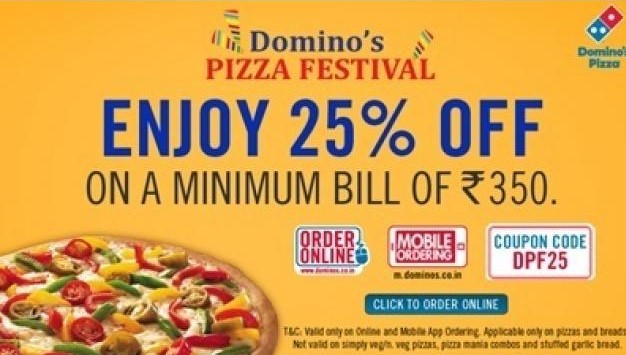 Domino's
PIZZA FESTIVAL
Domino's
Pizza
ENJOY 25% OFF
ON A MINIMUM BILL OF ₹350.
ORDER
ONLINE
www.dominos.co.in
MOBILE
ORDERING
m.dominos.co.in
COUPON CODE
DPF25
CLICK TO ORDER ONLINE
T&C: Valid only on Online and Mobile App Ordering. Applicable only on pizzas and breads
Not valid on simply veg/n. veg pizzas, pizza mania combos and stuffed garlic bread.